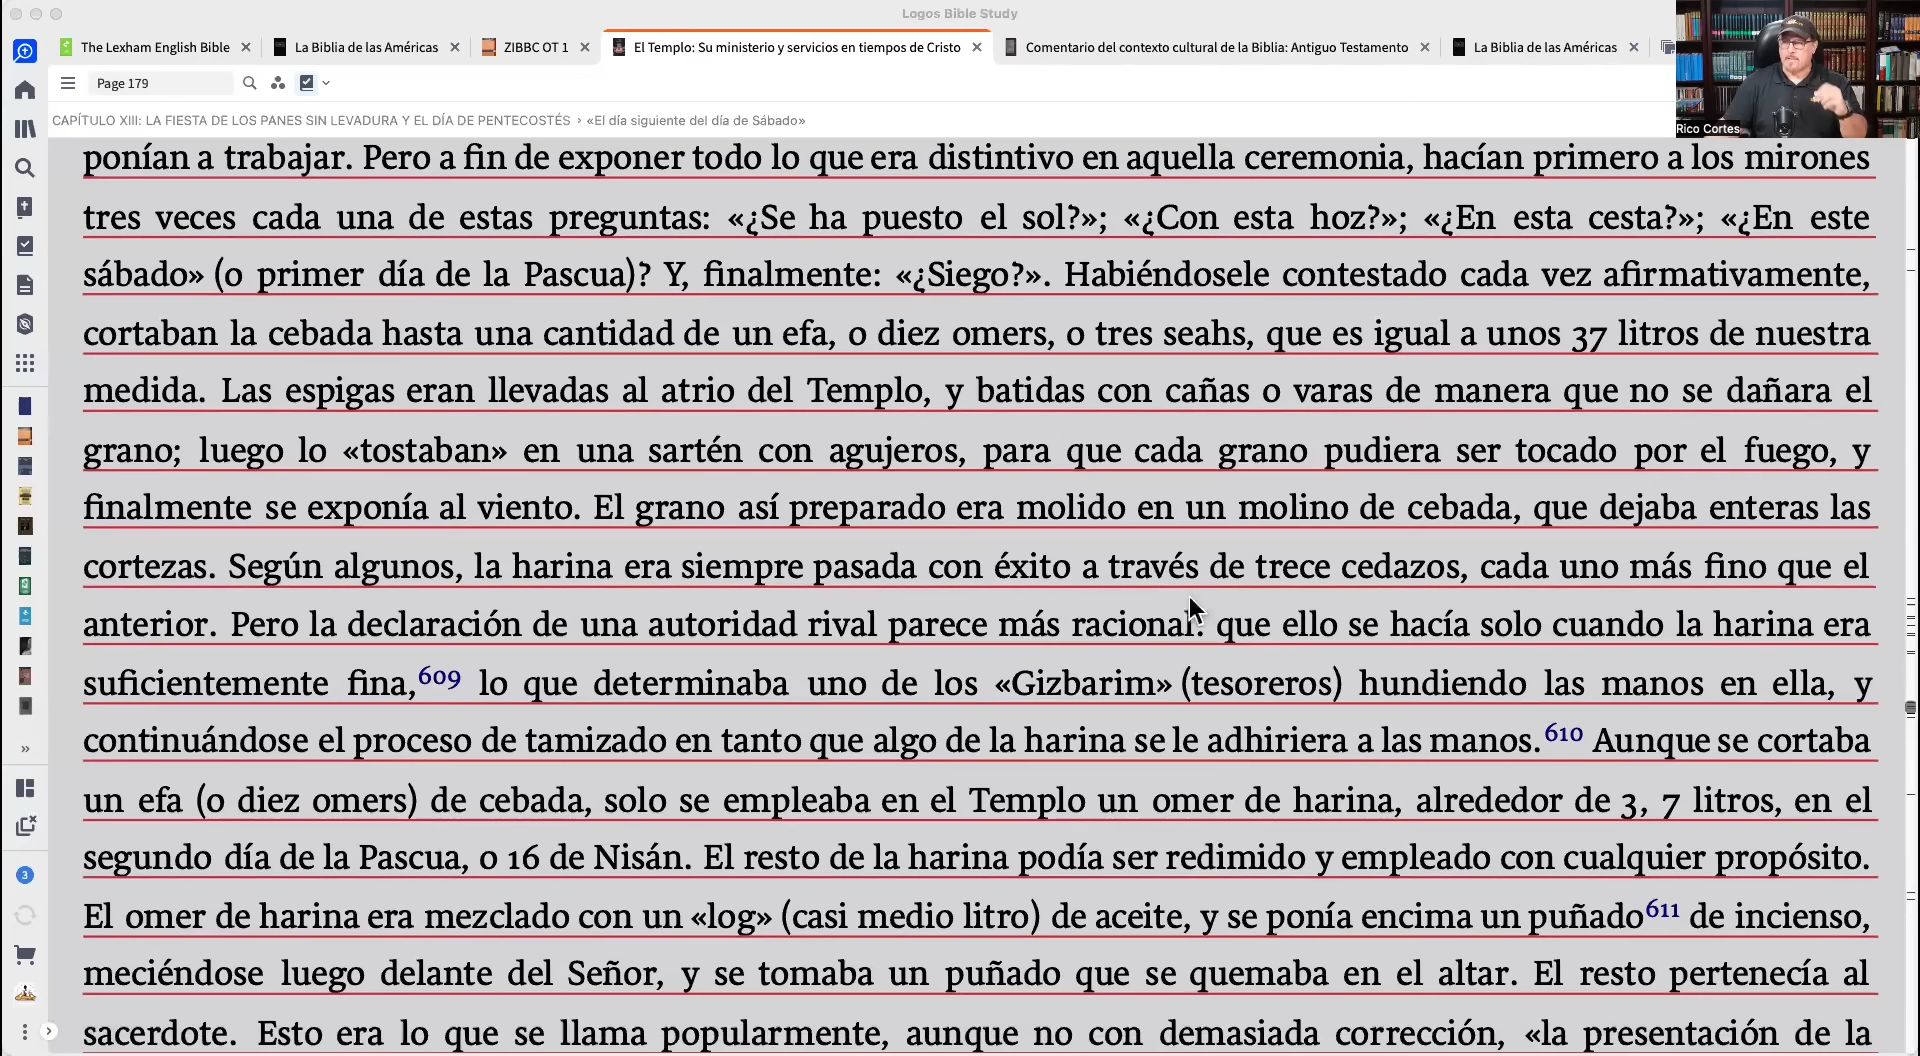 Logos Bible Study
The Lexham English Bible
La Biblia de las Américas
ZIBBC OT 1
El Templo: Su ministerio y servicios en tiempos de Cristo
Comentario del contexto cultural de la Biblia: Antiguo Testamento
La Biblia de las Américas
Page 179
Rico Cortes
CAPÍTULO XIII: LA FIESTA DE LOS PANES SIN LEVADURA Y EL DÍA DE PENTECOSTÉS › «El día siguiente del día de Sábado»
ponían a trabajar. Pero a fin de exponer todo lo que era distintivo en aquella ceremonia, hacían primero a los mirones
tres veces cada una de estas preguntas: «¿Se ha puesto el sol?»; «¿Con esta hoz?»; «¿En esta cesta?»; «¿En este
sábado» (o primer día de la Pascua)? Y, finalmente: «¿Siego?». Habiéndosele contestado cada vez afirmativamente,
cortaban la cebada hasta una cantidad de un efa, o diez omers, o tres seahs, que es igual a unos 37 litros de nuestra
medida. Las espigas eran llevadas al atrio del Templo, y batidas con cañas o varas de manera que no se dañara el
grano; luego lo «tostaban» en una sartén con agujeros, para que cada grano pudiera ser tocado por el fuego, y
finalmente se exponía al viento. El grano así preparado era molido en un molino de cebada, que dejaba enteras las
cortezas. Según algunos, la harina era siempre pasada con éxito a través de trece cedazos, cada uno más fino que el
anterior. Pero la declaración de una autoridad rival parece más racional: que ello se hacía solo cuando la harina era
suficientemente fina,609 lo que determinaba uno de los «Gizbarim» (tesoreros) hundiendo las manos en ella, y
continuándose el proceso de tamizado en tanto que algo de la harina se le adhiriera a las manos.610 Aunque se cortaba
un efa (o diez omers) de cebada, solo se empleaba en el Templo un omer de harina, alrededor de 3, 7 litros, en el
segundo día de la Pascua, o 16 de Nisán. El resto de la harina podía ser redimido y empleado con cualquier propósito.
El omer de harina era mezclado con un «log» (casi medio litro) de aceite, y se ponía encima un puñado611 de incienso,
meciéndose luego delante del Señor, y se tomaba un puñado que se quemaba en el altar. El resto pertenecía al
sacerdote. Esto era lo que se llama popularmente, aunque no con demasiada corrección, «la presentación de la
3